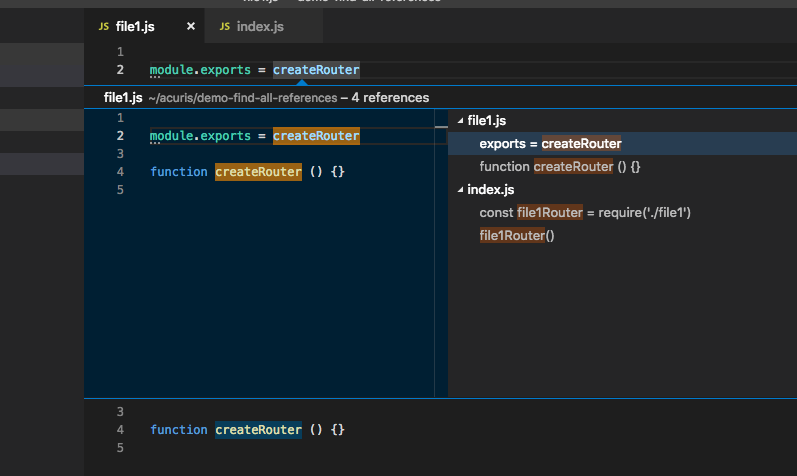 JS file1.js × JS index.js
1
2 module.exports = createRouter
file1.js ~/acuris/demo-find-all-references – 4 references
1
2 module.exports = createRouter
3
4 function createRouter () {}
5
file1.js
exports = createRouter
function createRouter () {}
index.js
const file1Router = require('./file1')
file1Router()
3
4 function createRouter () {}
5